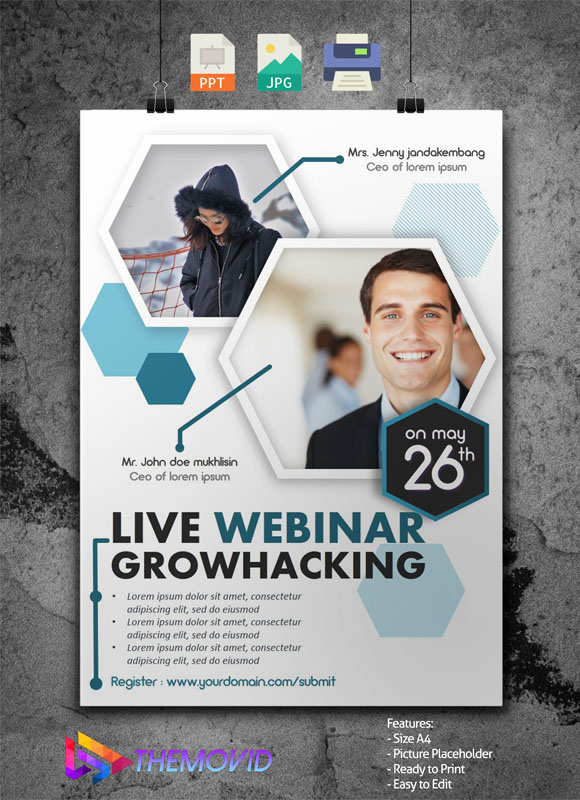 PPT
JPG
Mrs. Jenny jandakembang
Ceo of lorem ipsum
on may
26th
Mr. John doe mukhlisin
Ceo of lorem ipsum
LIVE WEBINAR
GROWHACKING
• Lorem ipsum dolor sit amet, consectetur
adipiscing elit, sed do eiusmod
• Lorem ipsum dolor sit amet, consectetur
adipiscing elit, sed do eiusmod
• Lorem ipsum dolor sit amet, consectetur
adipiscing elit, sed do eiusmod
Register : www.yourdomain.com/submit
THEMOVID
Features:
- Size A4
- Picture Placeholder
- Ready to Print
- Easy to Edit